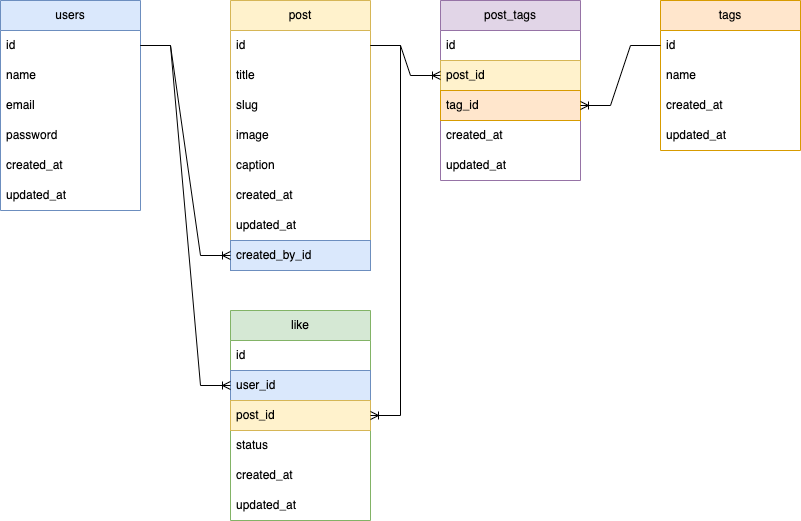 users
id
name
email
password
created_at
updated_at
post
id
title
slug
image
caption
created_at
updated_at
created_by_id
post_tags
id
post_id
tag_id
created_at
updated_at
tags
id
name
created_at
updated_at
like
id
user_id
post_id
status
created_at
updated_at